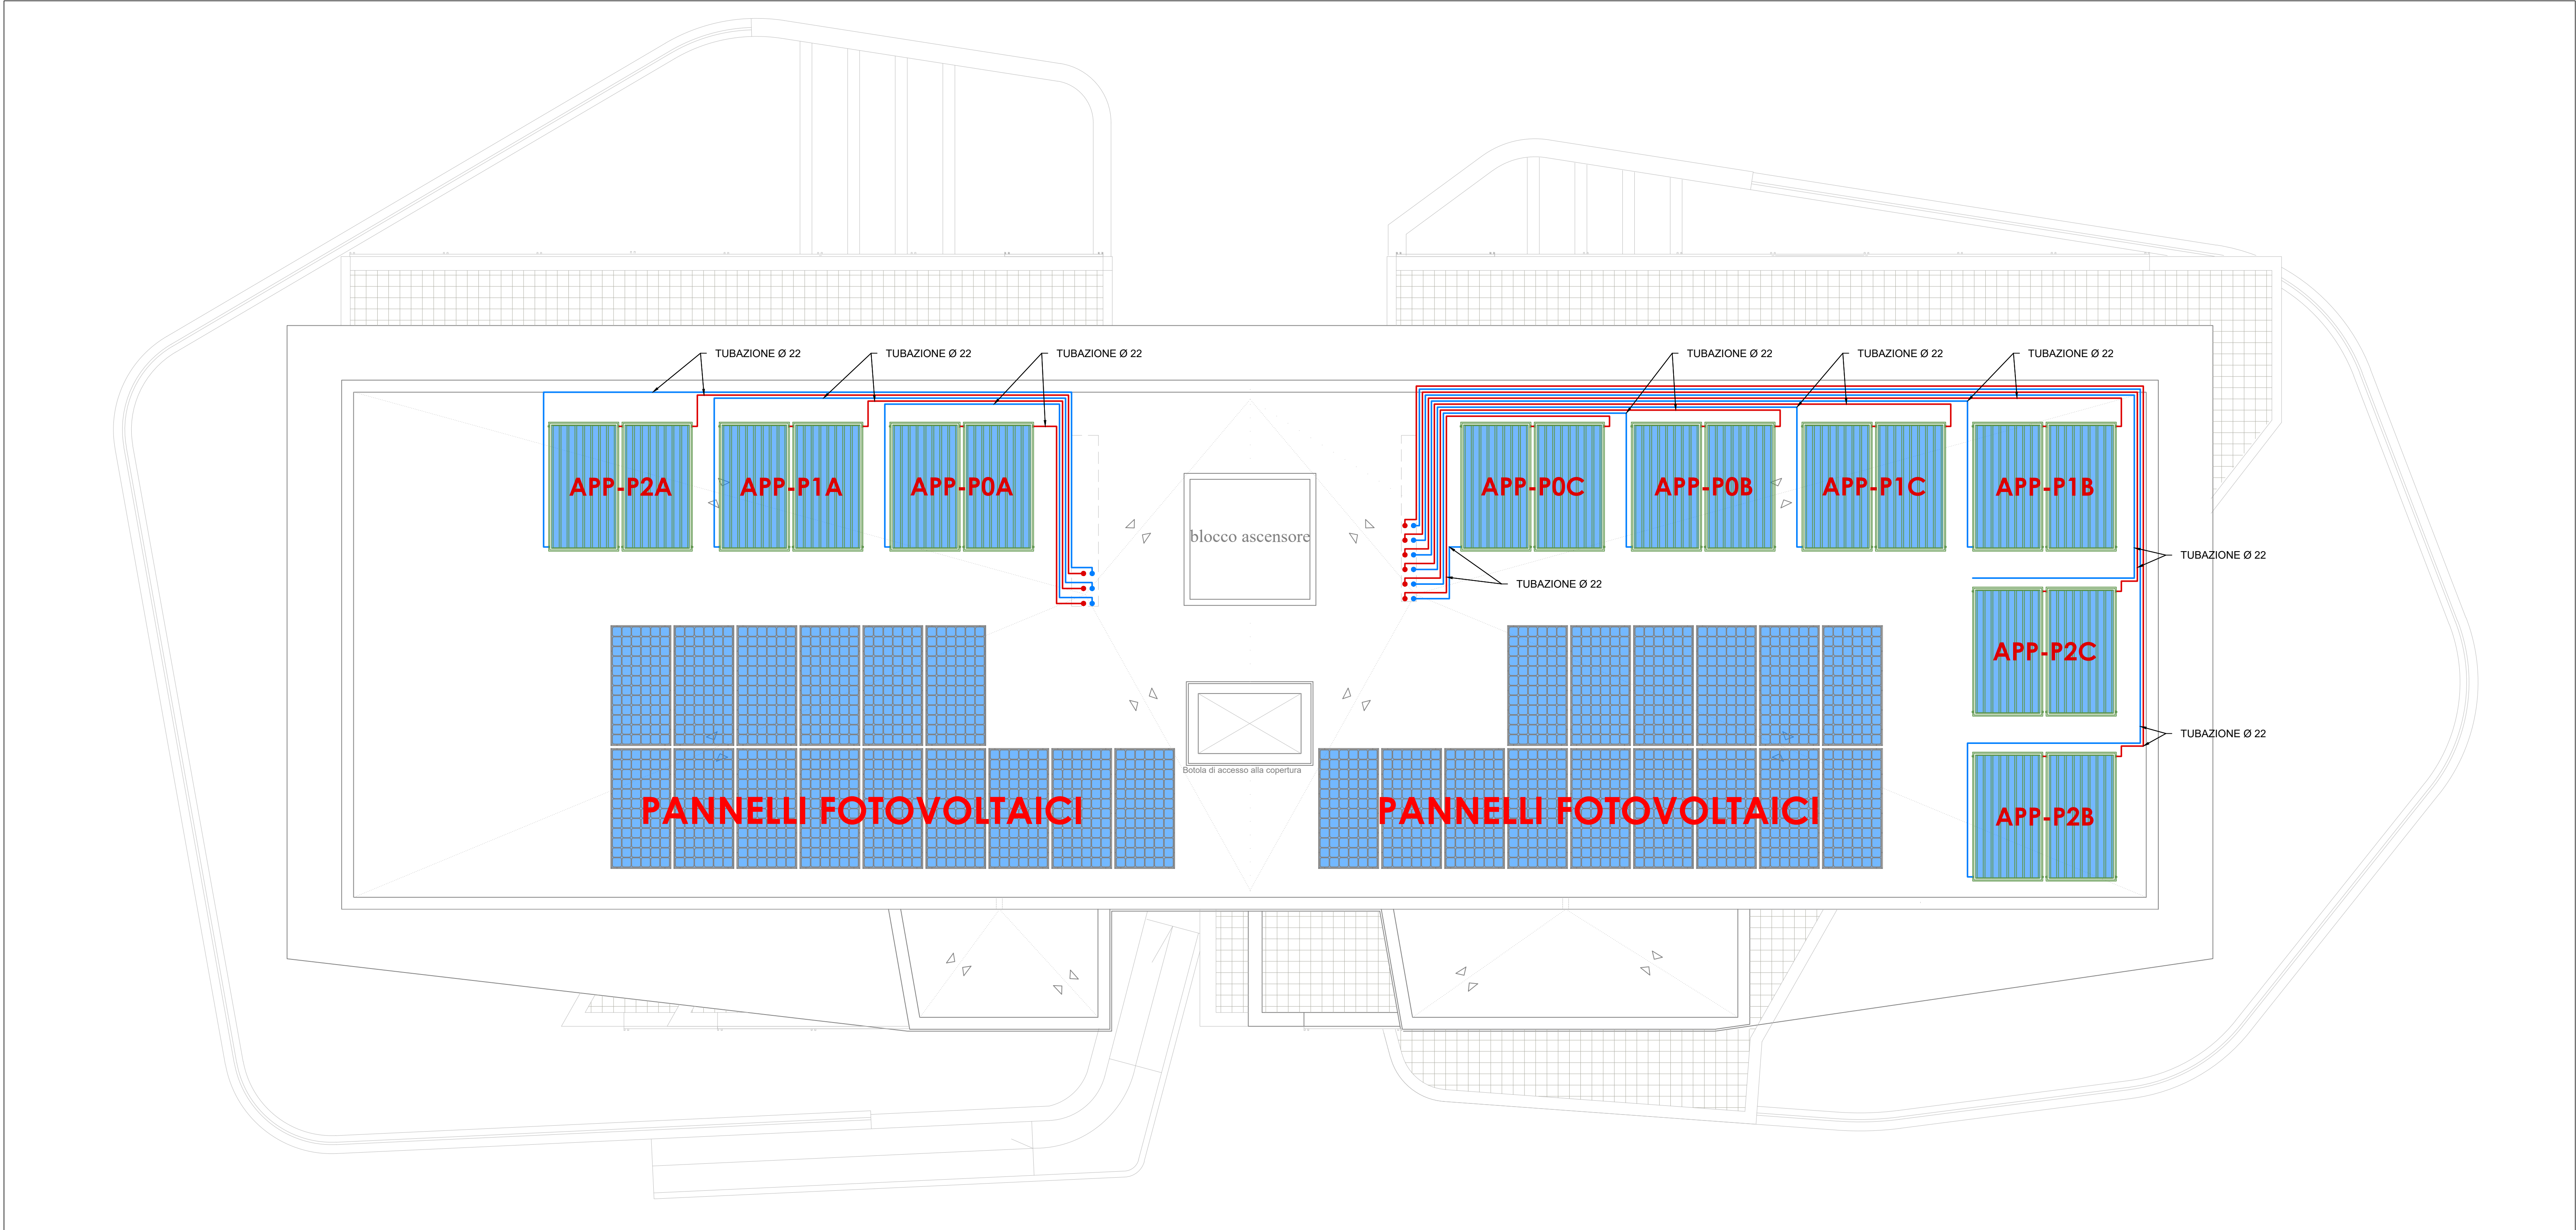 TUBAZIONE Ø 22
TUBAZIONE Ø 22
TUBAZIONE Ø 22
TUBAZIONE Ø 22
TUBAZIONE Ø 22
TUBAZIONE Ø 22
APP-P2A
APP-P1A
APP-P0A
APP-P0C
APP-P0B
APP-P1C
APP-P1B
blocco ascensore
TUBAZIONE Ø 22
TUBAZIONE Ø 22
APP-P2C
TUBAZIONE Ø 22
Botola di accesso alla copertura
PANNELLI FOTOVOLTAICI
PANNELLI FOTOVOLTAICI
APP-P2B